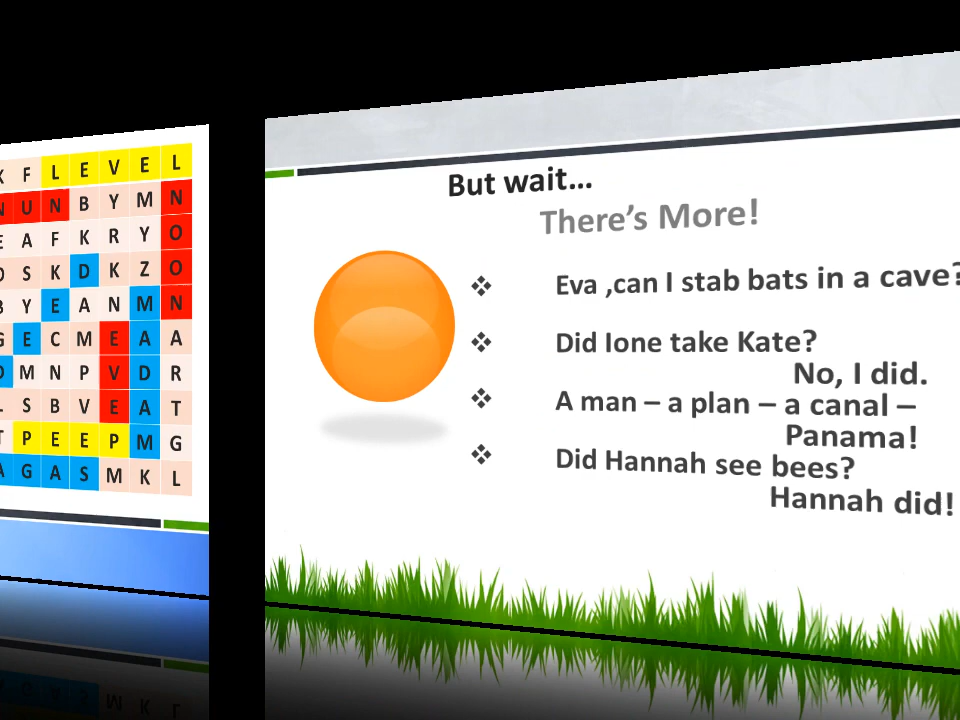 K F L E V E L
N U N B Y M N
E A F K R Y O
S K D K Z O
B Y E A N M N
G E C M E A A
D M N P V D R
L S B V E A T
T P E E P M G
A G A S M K L
But wait...
There's More!
❖ Eva ,can I stab bats in a cave?
❖ Did Ione take Kate?
No, I did.
❖ A man – a plan – a canal –
Panama!
❖ Did Hannah see bees?
Hannah did!